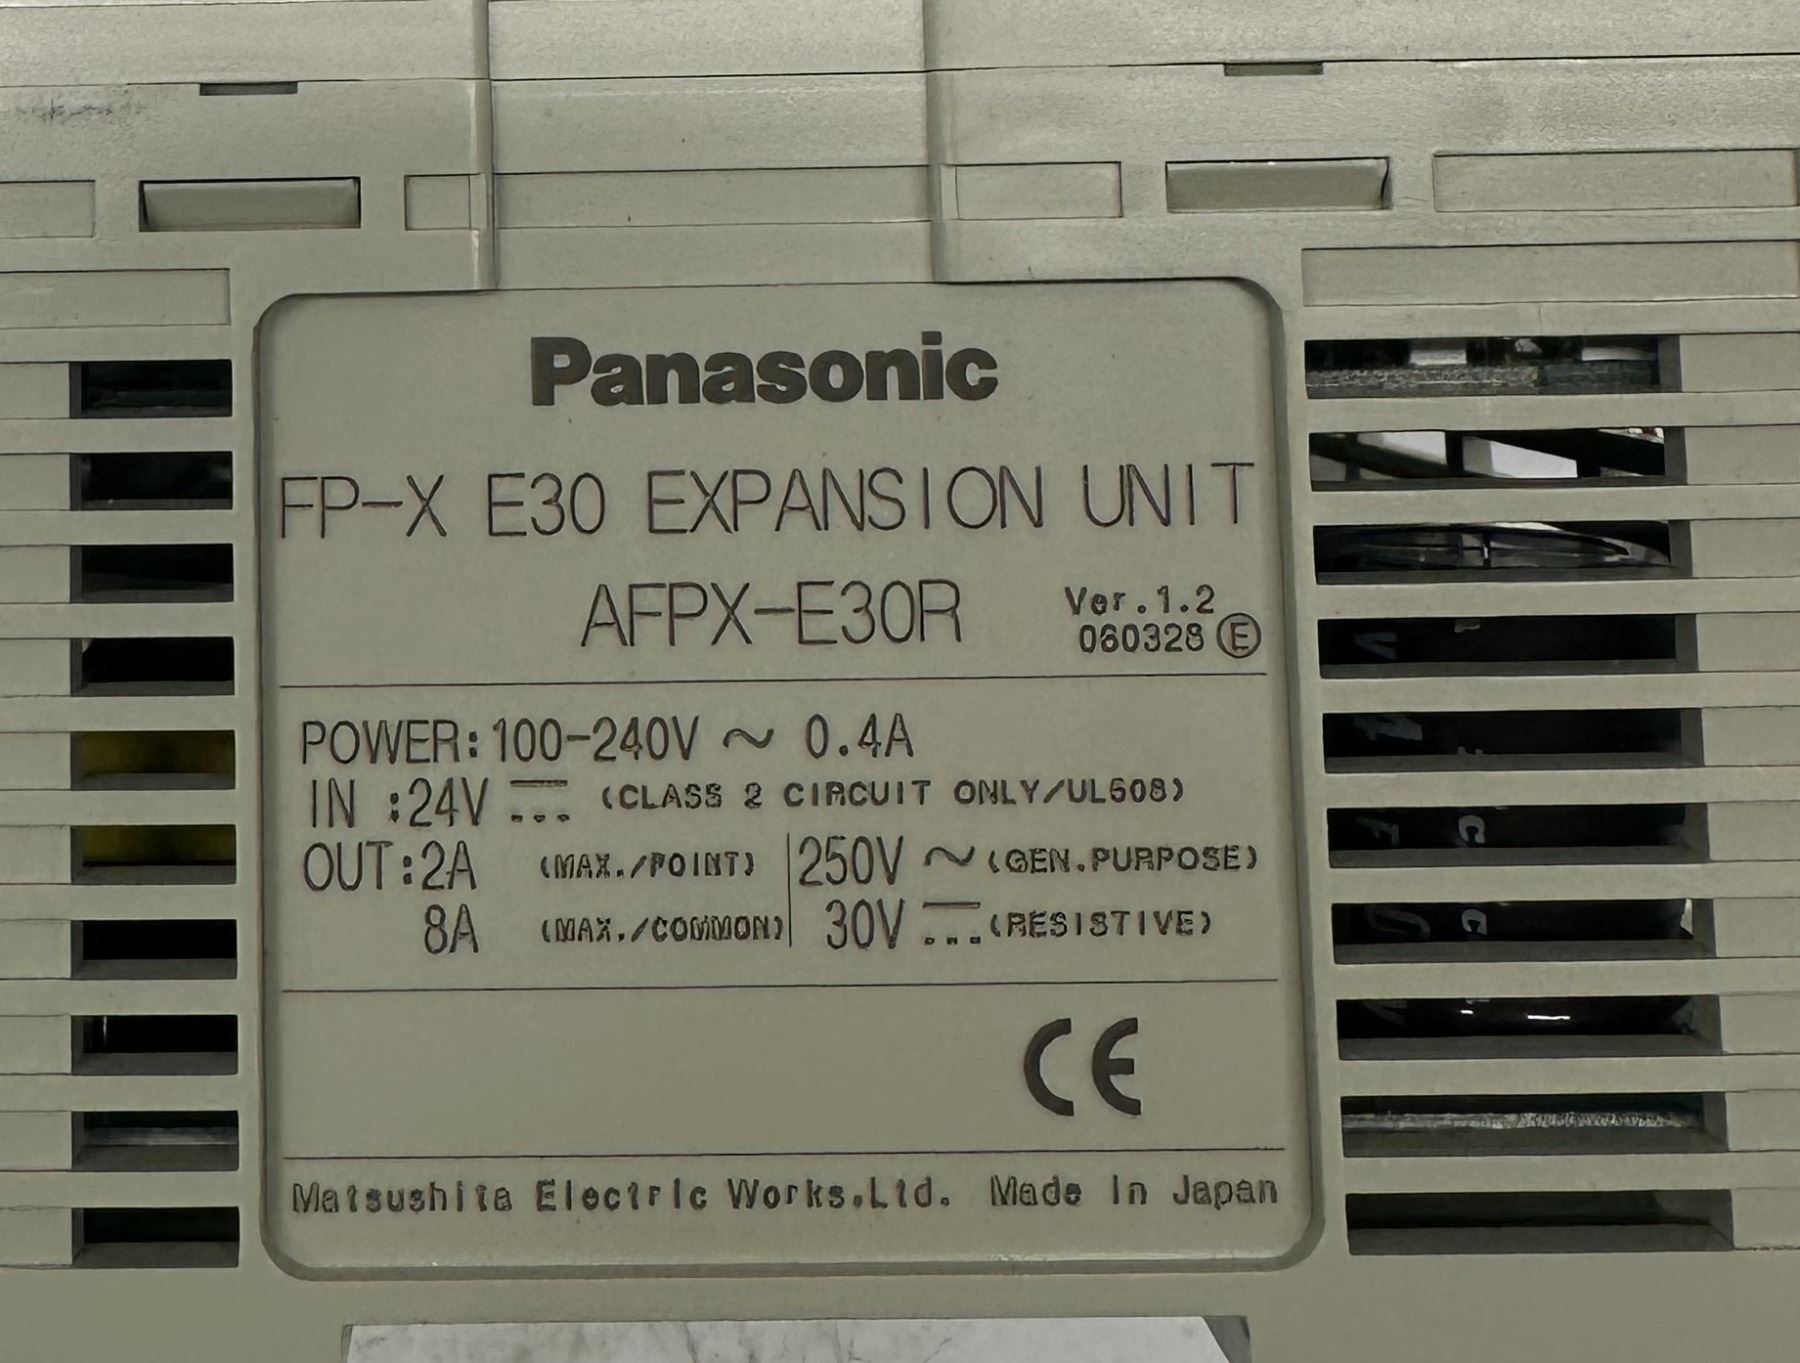 Panasonic
FP-X E30 EXPANSION UNIT
AFPX-E30R
Ver.1.2
060328 Ⓔ
POWER:100-240V ~ 0.4A
IN :24V ⎓ (CLASS 2 CIRCUIT ONLY/UL508)
OUT:2A (MAX./POINT) 250V ~ (GEN.PURPOSE)
8A (MAX./COMMON) 30V ⎓ (RESISTIVE)
CE
Matsushita Electric Works.Ltd. Made in Japan